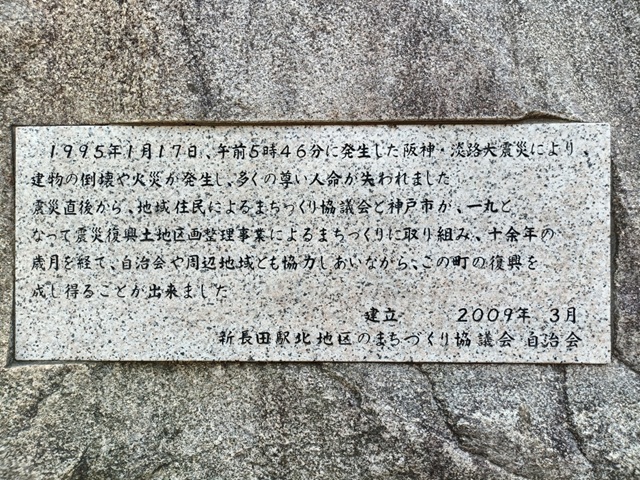 1995年1月17日、午前5時46分に発生した阪神・淡路大震災により、
建物の倒壊や火災が発生し、多くの尊い人命が失われました
震災直後から、地域住民によるまちづくり協議会と神戸市が、一丸と
なって震災復興土地区画整理事業によるまちづくりに取り組み、十余年の
歳月を経て、自治会や周辺地域とも協力しあいながら、この町の復興を
成し得ることが出来ました
建立 2009年 3月
新長田駅北地区のまちづくり協議会 自治会